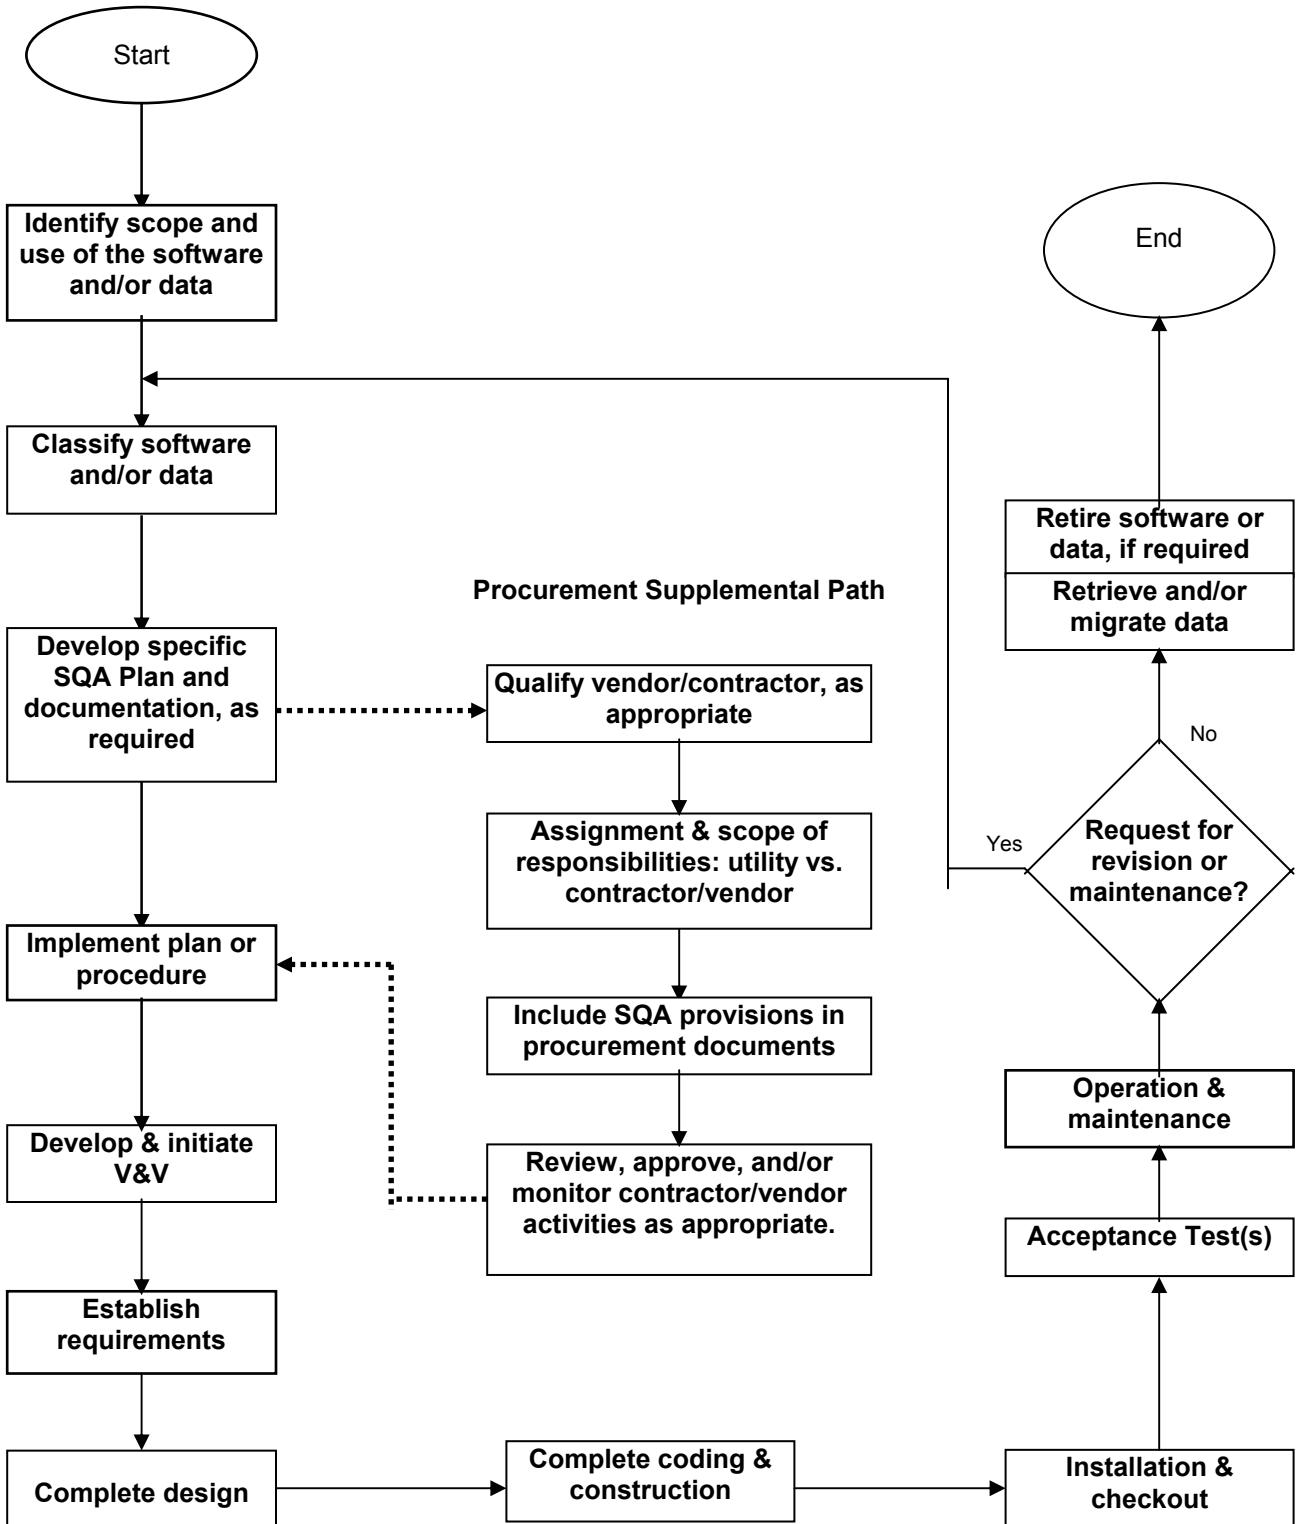 Start
Identify scope and
use of the software
and/or data
Classify software
and/or data
Develop specific
SQA Plan and
documentation, as
required
Implement plan or
procedure
Develop & initiate
V&V
Establish
requirements
Complete design
Procurement Supplemental Path
Qualify vendor/contractor, as
appropriate
Assignment & scope of
responsibilities: utility vs.
contractor/vendor
Include SQA provisions in
procurement documents
Review, approve, and/or
monitor contractor/vendor
activities as appropriate.
Complete coding &
construction
Installation &
checkout
Acceptance Test(s)
Operation &
maintenance
Request for
revision or
maintenance?
Yes
No
Retrieve and/or
migrate data
Retire software or
data, if required
End